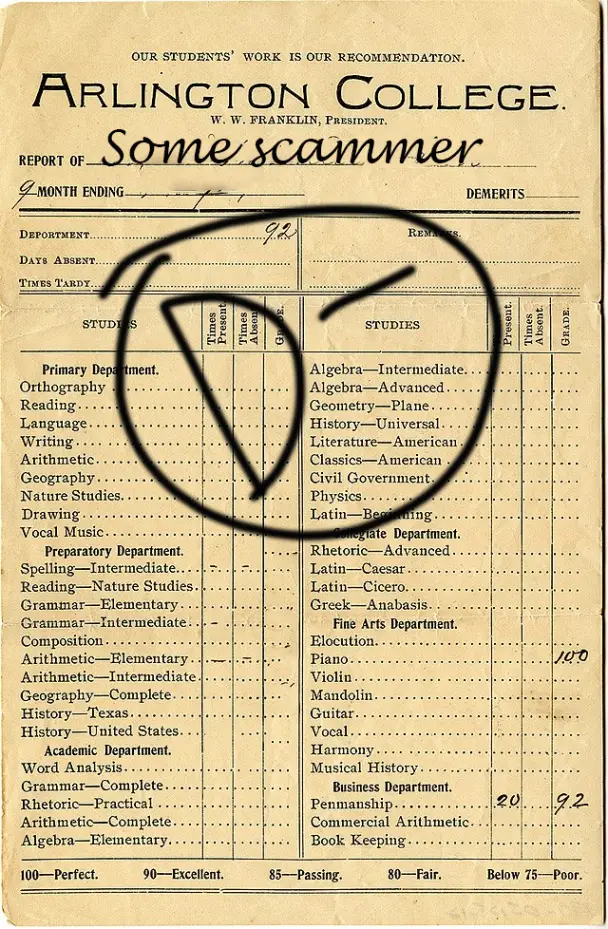 OUR STUDENTS' WORK IS OUR RECOMMENDATION.
ARLINGTON COLLEGE.
W. W. FRANKLIN, PRESIDENT.
REPORT OF Some scammer
9 MONTH ENDING
DEMERITS
DEPARTMENT 92
REMARKS.
DAYS ABSENT
TIMES TARDY
STUDIES Times Present. Times Absent. GRADE.
Primary Department.
Orthography
Reading
Language
Writing
Arithmetic
Geography
Nature Studies
Drawing
Vocal Music
Preparatory Department.
Spelling—Intermediate
Reading—Nature Studies
Grammar—Elementary
Grammar—Intermediate
Composition
Arithmetic—Elementary
Arithmetic—Intermediate
Geography—Complete
History—Texas
History—United States
Academic Department.
Word Analysis
Grammar—Complete
Rhetoric—Practical
Arithmetic—Complete
Algebra—Elementary
STUDIES Present. Times Absent. GRADE.
Algebra—Intermediate
Algebra—Advanced
Geometry—Plane
History—Universal
Literature—American
Classics—American
Civil Government
Physics
Latin—Beginning
Collegiate Department.
Rhetoric—Advanced
Latin—Caesar
Latin—Cicero
Greek—Anabasis
Fine Arts Department.
Elocution
Piano 100
Violin
Mandolin
Guitar
Vocal
Harmony
Musical History
Business Department.
Penmanship 20 92
Commercial Arithmetic
Book Keeping
D-
100—Perfect. 90—Excellent. 85—Passing. 80—Fair. Below 75—Poor.